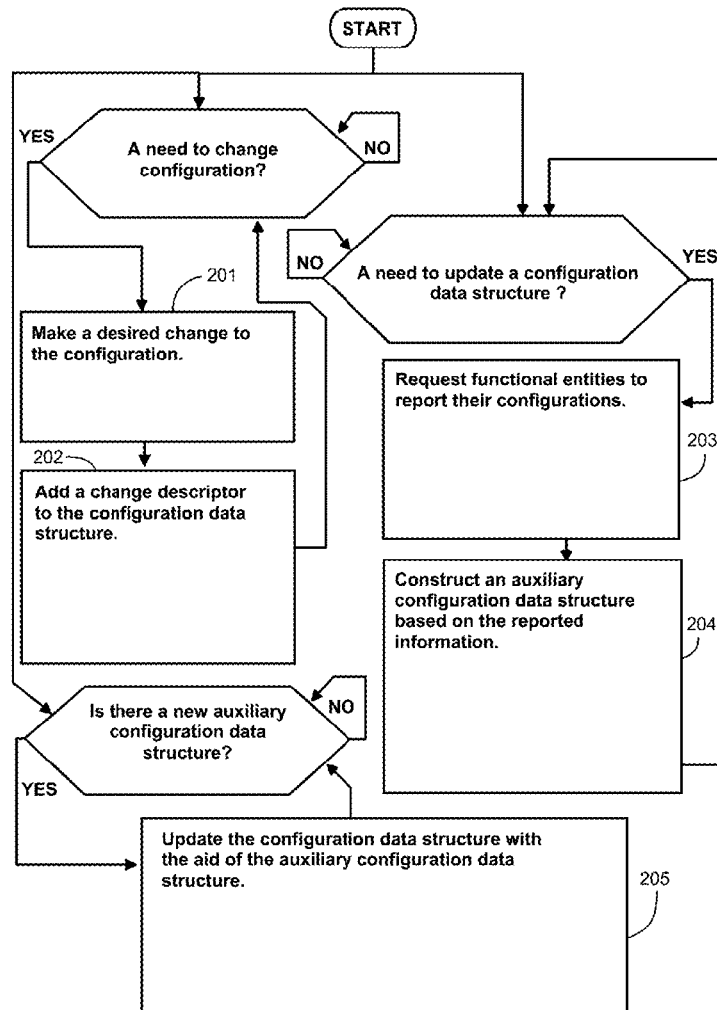 START
YES
A need to change
configuration?
NO
NO
A need to update a configuration
data structure ?
YES
201
Make a desired change to
the configuration.
202
Add a change descriptor
to the configuration data
structure.
Request functional entities to
report their configurations.
203
Construct an auxiliary
configuration data structure
based on the reported
information.
204
Is there a new auxiliary
configuration data
structure?
NO
YES
Update the configuration data structure with
the aid of the auxiliary configuration data
structure.
205